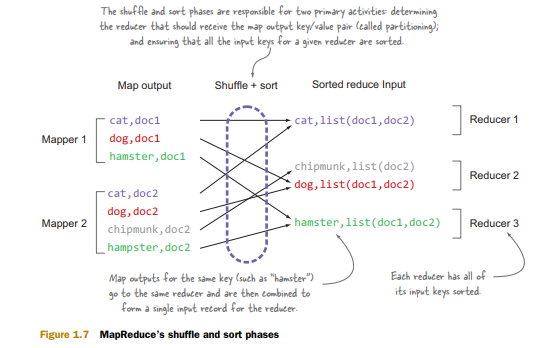 The shuffle and sort phases are responsible for two primary activities: determining
the reducer that should receive the map output key/value pair (called partitioning);
and ensuring that all the input keys for a given reducer are sorted.
Map output
Shuffle + sort
Sorted reduce Input
Mapper 1
cat,doc1
dog,doc1
hamster,doc1
Mapper 2
cat,doc2
dog,doc2
chipmunk,doc2
hampster,doc2
cat,list(doc1,doc2)
Reducer 1
chipmunk,list(doc2)
dog,list(doc1,doc2)
Reducer 2
hamster,list(doc1,doc2)
Reducer 3
Map outputs for the same key (such as "hamster")
go to the same reducer and are then combined to
form a single input record for the reducer.
Each reducer has all of
its input keys sorted.
Figure 1.7 MapReduce's shuffle and sort phases